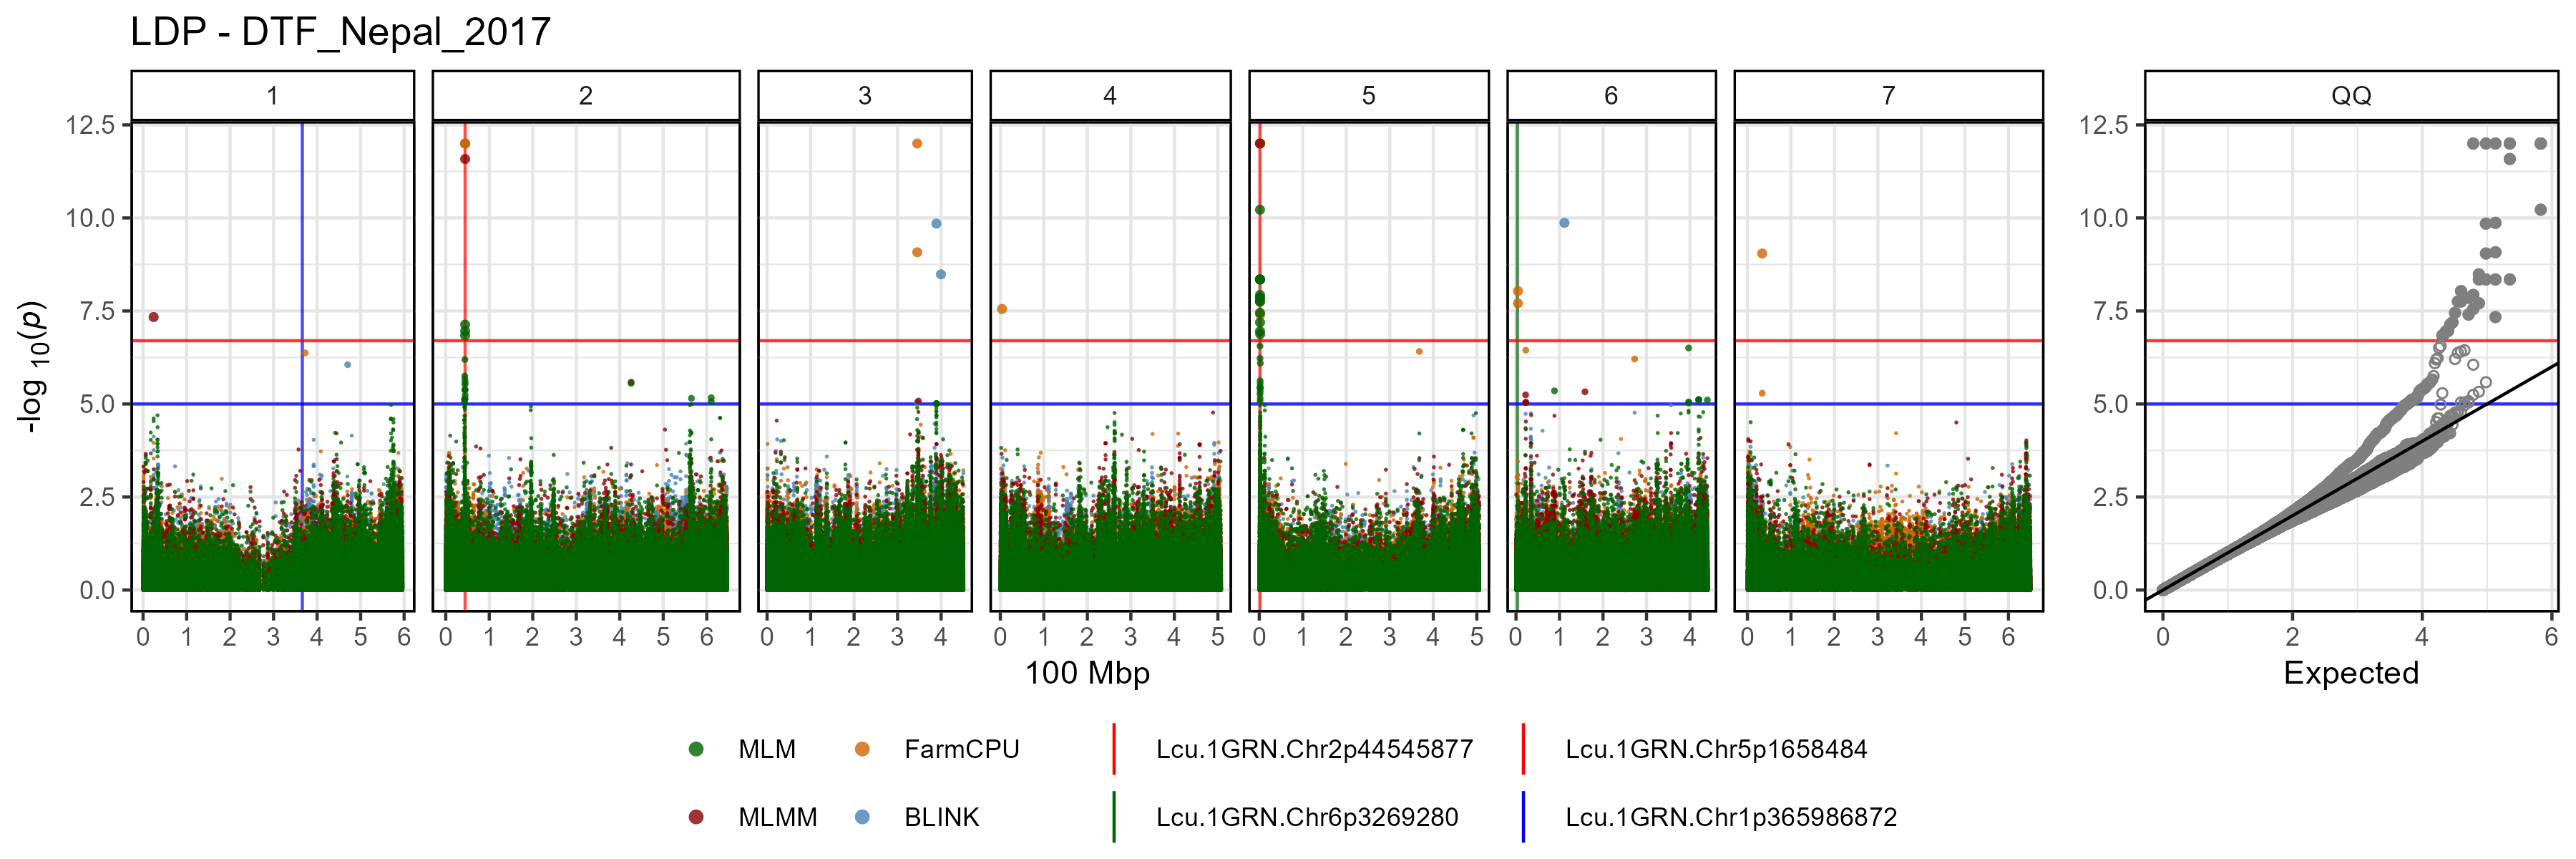 LDP - DTF_Nepal_2017
1 2 3 4 5 6 7 QQ
-log 10(p)
12.5 12.5
10.0 10.0
7.5 7.5
5.0 5.0
2.5 2.5
0.0 0.0
0 1 2 3 4 5 6 0 1 2 3 4 5 6 0 1 2 3 4 0 1 2 3 4 5 0 1 2 3 4 5 0 1 2 3 4 0 1 2 3 4 5 6 0 2 4 6
100 Mbp Expected
MLM FarmCPU Lcu.1GRN.Chr2p44545877 Lcu.1GRN.Chr5p1658484
MLMM BLINK Lcu.1GRN.Chr6p3269280 Lcu.1GRN.Chr1p365986872